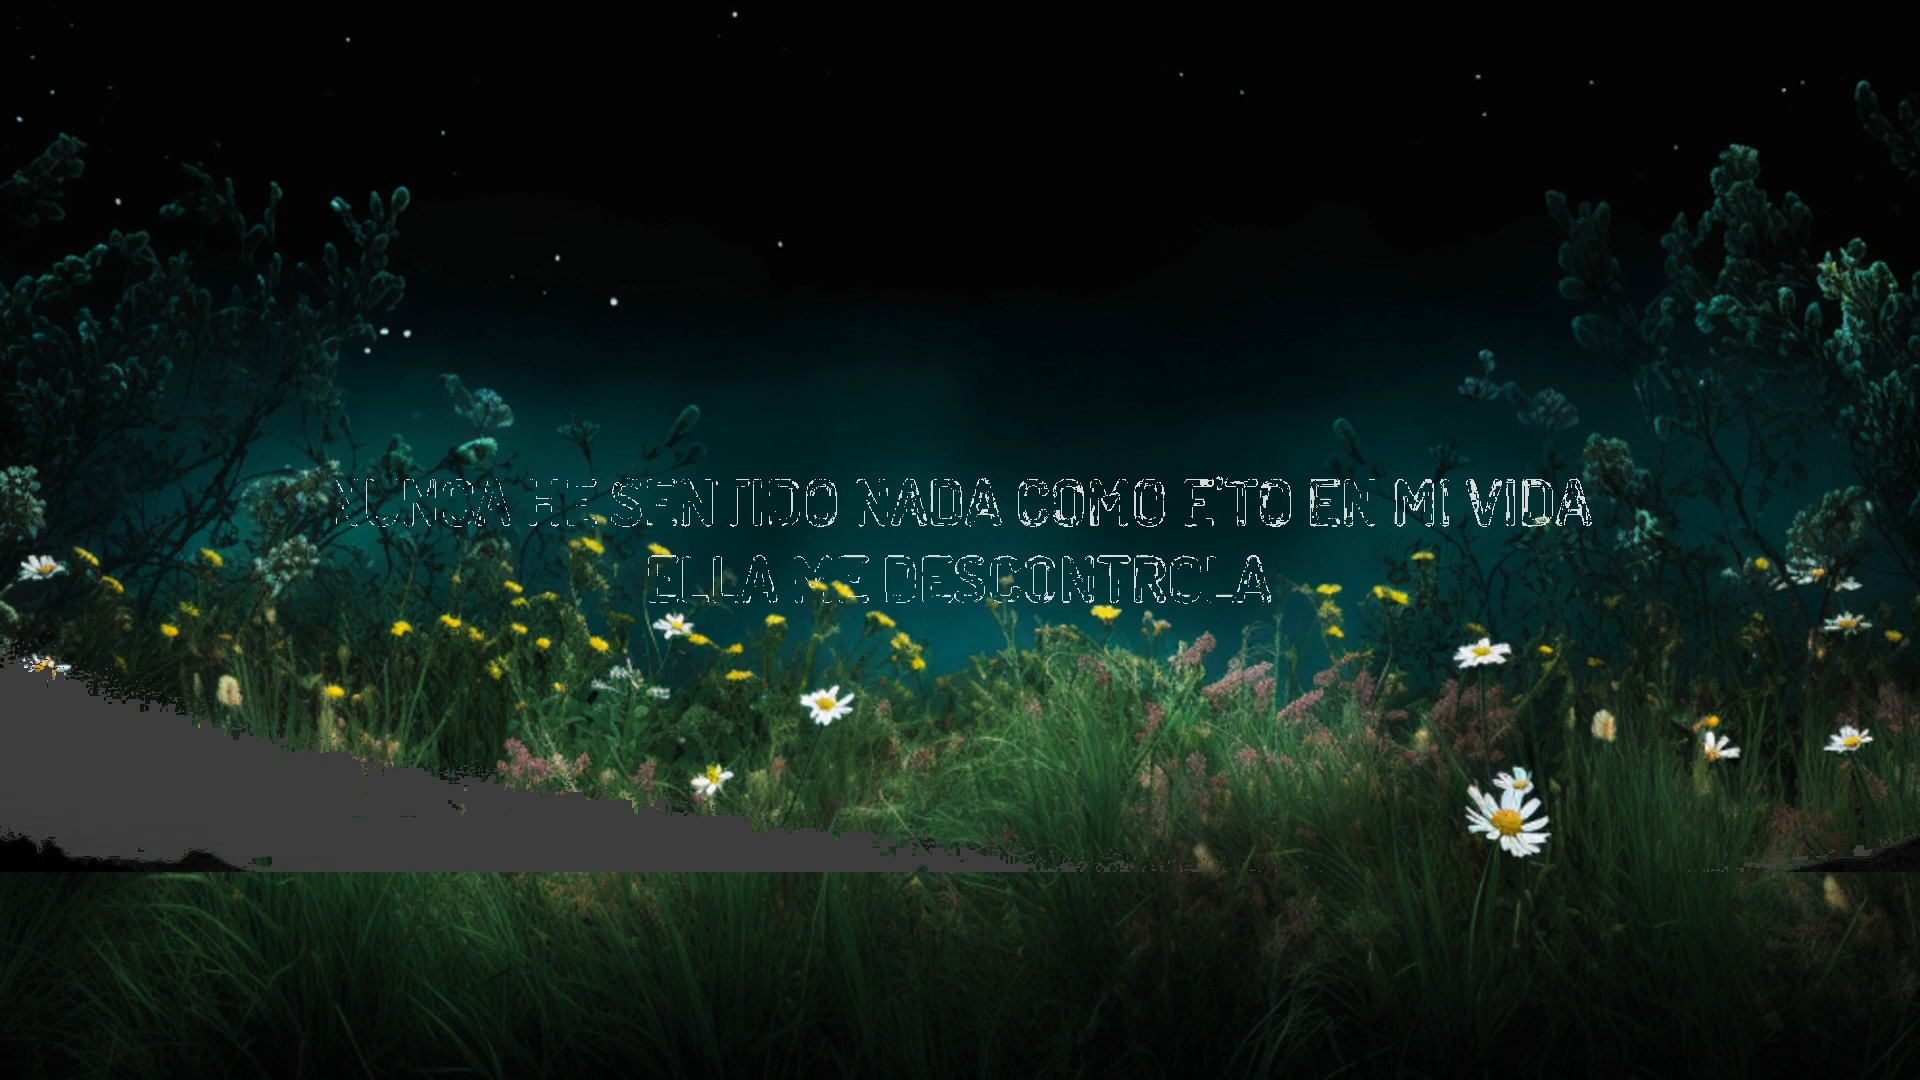 NUNCA HE SENTIDO NADA COMO E'TO EN MI VIDA
ELLA ME DESCONTROLA